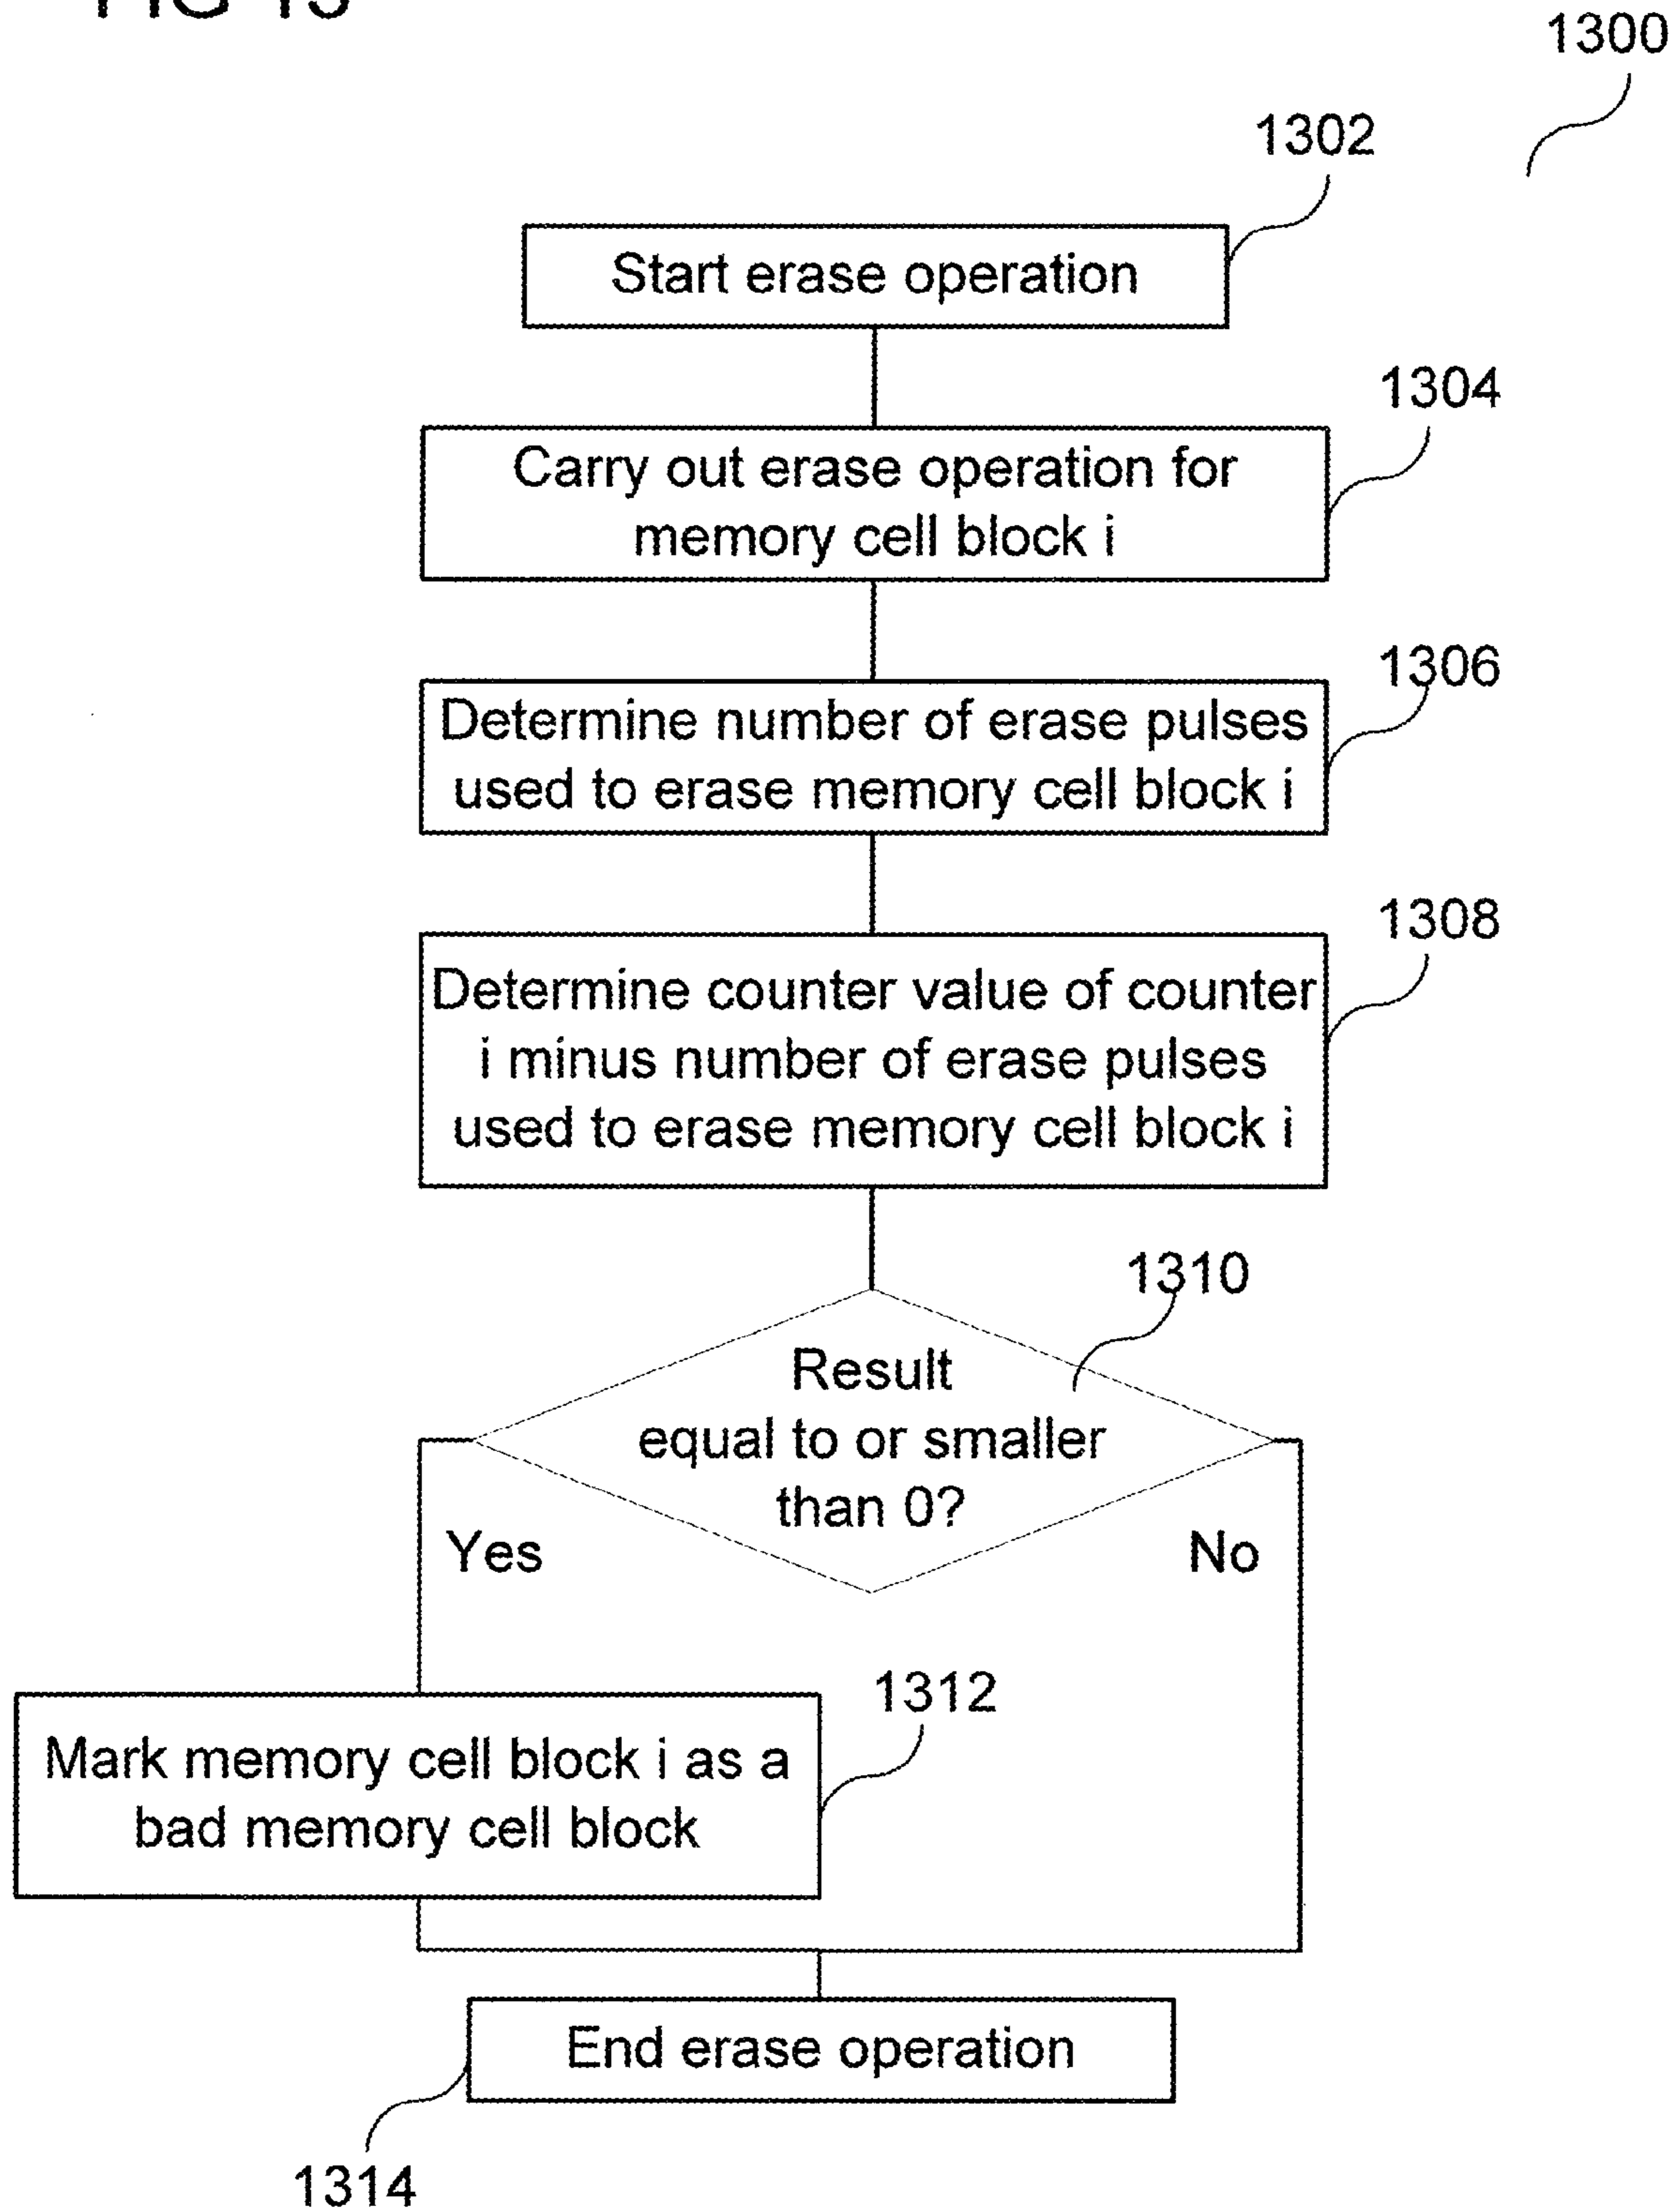 FIG 13
1300
1302
Start erase operation
1304
Carry out erase operation for
memory cell block i
1306
Determine number of erase pulses
used to erase memory cell block i
1308
Determine counter value of counter
i minus number of erase pulses
used to erase memory cell block i
1310
Result
equal to or smaller
than 0?
Yes
No
1312
Mark memory cell block i as a
bad memory cell block
End erase operation
1314